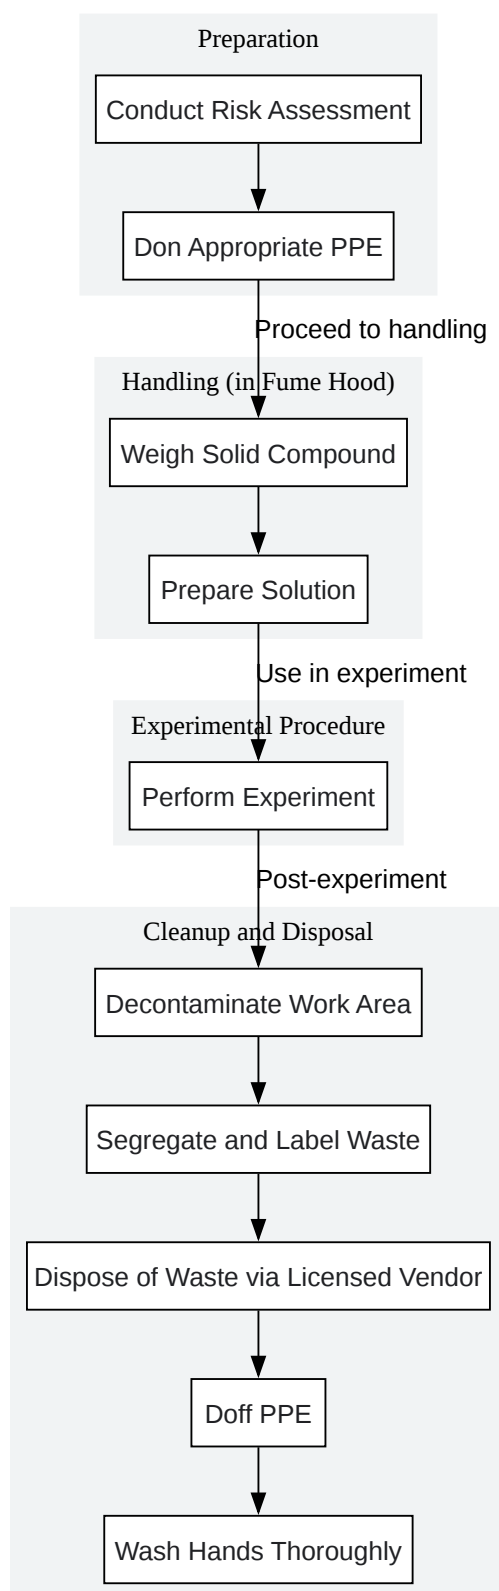 Preparation
Conduct Risk Assessment
Don Appropriate PPE
Proceed to handling
Handling (in Fume Hood)
Weigh Solid Compound
Prepare Solution
Use in experiment
Experimental Procedure
Perform Experiment
Post-experiment
Cleanup and Disposal
Decontaminate Work Area
Segregate and Label Waste
Dispose of Waste via Licensed Vendor
Doff PPE
Wash Hands Thoroughly